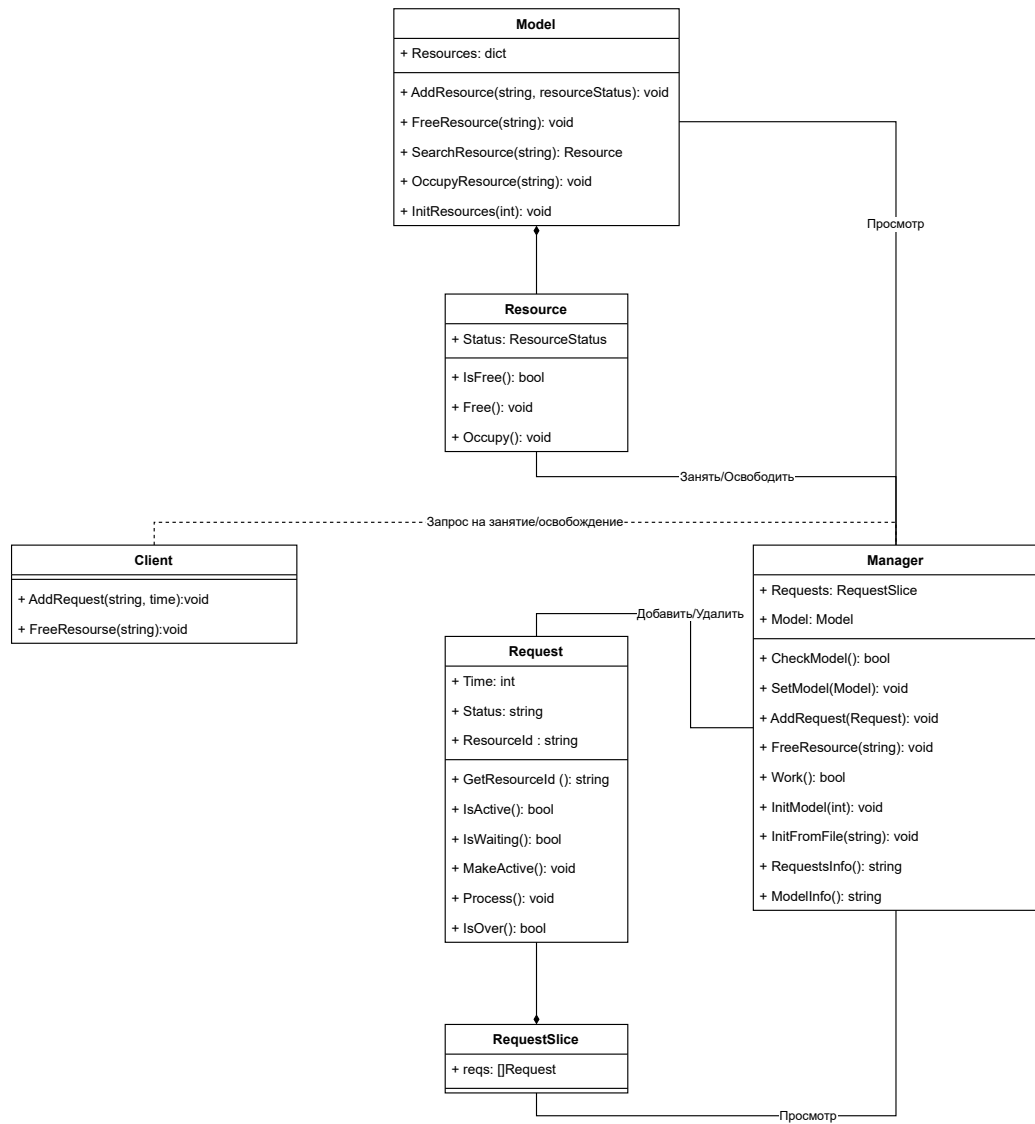 Model
+ Resources: dict
+ AddResource(string, resourceStatus): void
+ FreeResource(string): void
+ SearchResource(string): Resource
+ OccupyResource(string): void
+ InitResources(int): void
Просмотр
Resource
+ Status: ResourceStatus
+ IsFree(): bool
+ Free(): void
+ Occupy(): void
Занять/Освободить
Запрос на занятие/освобождение
Client
+ AddRequest(string, time):void
+ FreeResourse(string):void
Manager
+ Requests: RequestSlice
+ Model: Model
+ CheckModel(): bool
+ SetModel(Model): void
+ AddRequest(Request): void
+ FreeResource(string): void
+ Work(): bool
+ InitModel(int): void
+ InitFromFile(string): void
+ RequestsInfo(): string
+ ModelInfo(): string
Добавить/Удалить
Request
+ Time: int
+ Status: string
+ ResourceId : string
+ GetResourceId (): string
+ IsActive(): bool
+ IsWaiting(): bool
+ MakeActive(): void
+ Process(): void
+ IsOver(): bool
RequestSlice
+ reqs: []Request
Просмотр